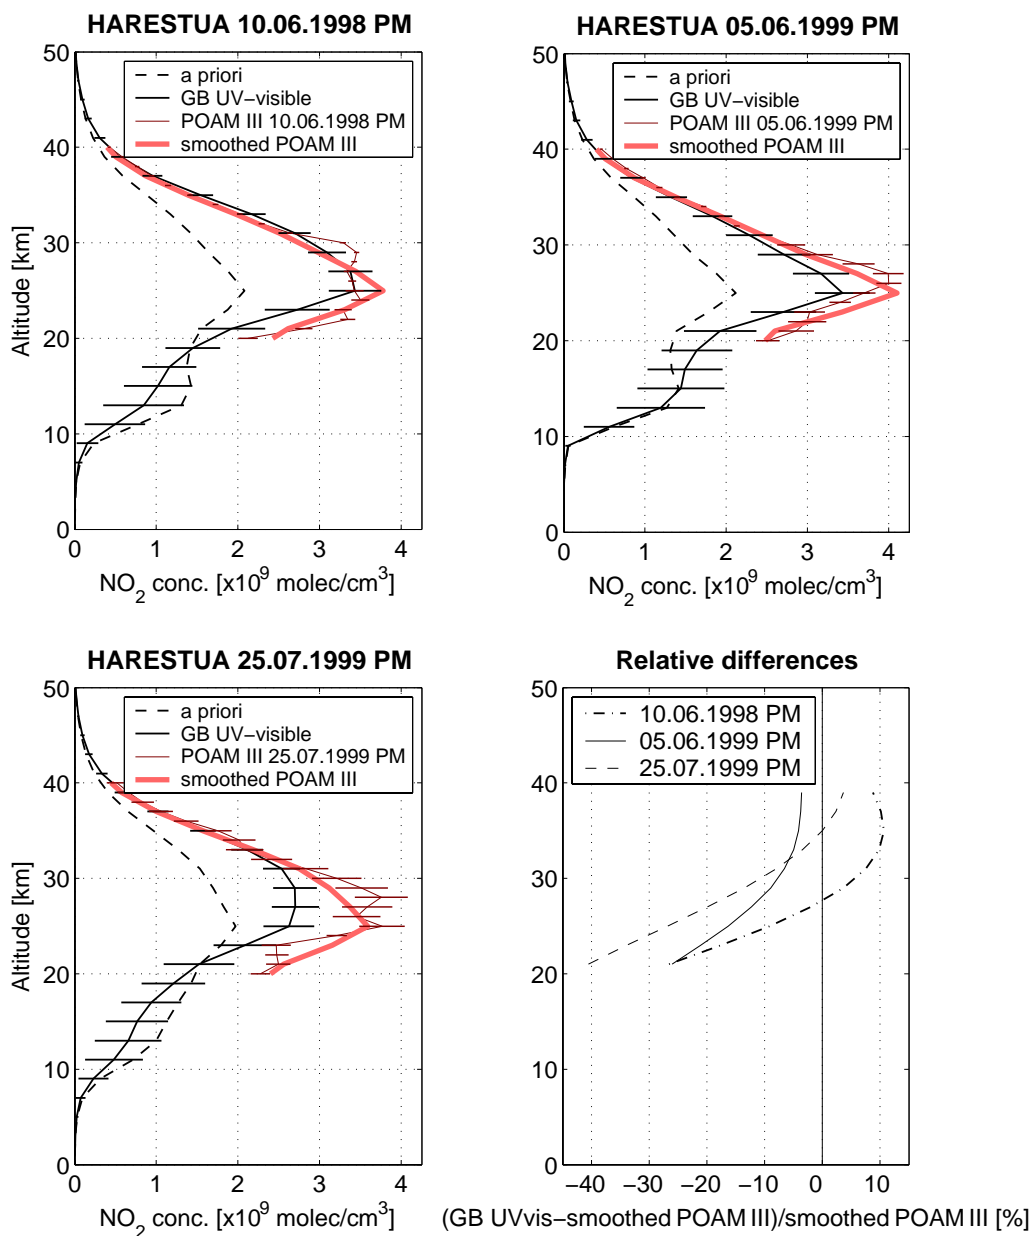 HARESTUA 10.06.1998 PM
50
40
30
20
10
0
Altitude [km]
a priori
GB UV−visible
POAM III 10.06.1998 PM
smoothed POAM III
0 1 2 3 4
NO2 conc. [x10^9 molec/cm^3]
HARESTUA 05.06.1999 PM
50
40
30
20
10
0
a priori
GB UV−visible
POAM III 05.06.1999 PM
smoothed POAM III
0 1 2 3 4
NO2 conc. [x10^9 molec/cm^3]
HARESTUA 25.07.1999 PM
50
40
30
20
10
0
Altitude [km]
a priori
GB UV−visible
POAM III 25.07.1999 PM
smoothed POAM III
0 1 2 3 4
NO2 conc. [x10^9 molec/cm^3]
Relative differences
50
40
30
20
10
0
10.06.1998 PM
05.06.1999 PM
25.07.1999 PM
−40 −30 −20 −10 0 10
(GB UVvis−smoothed POAM III)/smoothed POAM III [%]